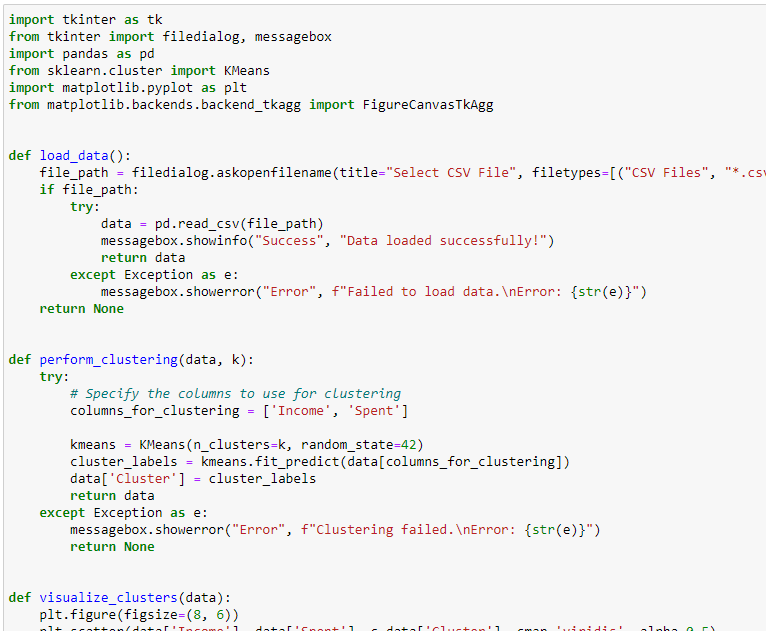 import tkinter as tk
from tkinter import filedialog, messagebox
import pandas as pd
from sklearn.cluster import KMeans
import matplotlib.pyplot as plt
from matplotlib.backends.backend_tkagg import FigureCanvasTkAgg
def load_data():
file_path = filedialog.askopenfilename(title="Select CSV File", filetypes=[("CSV Files", "*.csv
if file_path:
try:
data = pd.read_csv(file_path)
messagebox.showinfo("Success", "Data loaded successfully!")
return data
except Exception as e:
messagebox.showerror("Error", f"Failed to load data.\nError: {str(e)}")
return None
def perform_clustering(data, k):
try:
# Specify the columns to use for clustering
columns_for_clustering = ['Income', 'Spent']
kmeans = KMeans(n_clusters=k, random_state=42)
cluster_labels = kmeans.fit_predict(data[columns_for_clustering])
data['Cluster'] = cluster_labels
return data
except Exception as e:
messagebox.showerror("Error", f"Clustering failed.\nError: {str(e)}")
return None
def visualize_clusters(data):
plt.figure(figsize=(8, 6))
plt.scatter(data['Income'], data['Spent'], c=data['Cluster'], cmap='viridis', alpha=0.5)